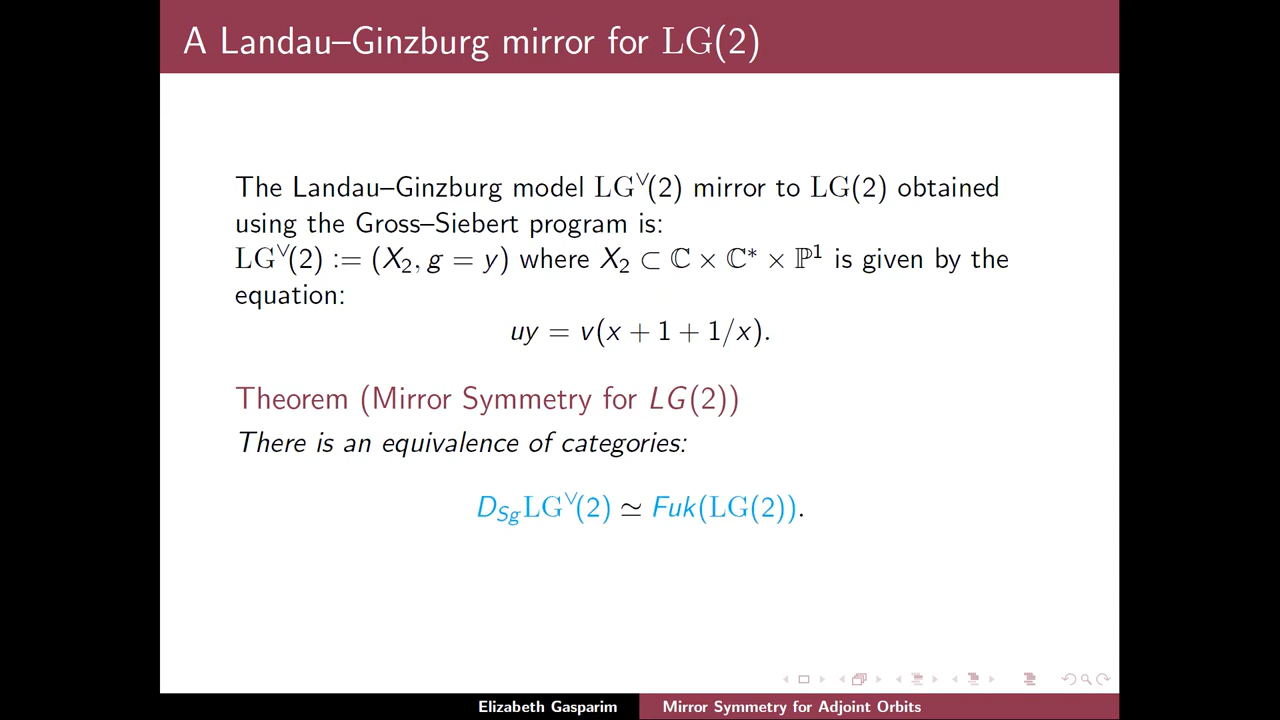 A Landau–Ginzburg mirror for LG(2)
The Landau–Ginzburg model LG∨(2) mirror to LG(2) obtained
using the Gross–Siebert program is:
LG∨(2) := (X₂, g = y) where X₂ ⊂ ℂ × ℂ* × ℙ¹ is given by the
equation:
uy = v(x + 1 + 1/x).
Theorem (Mirror Symmetry for LG(2))
There is an equivalence of categories:
D_{Sg}LG∨(2) ≃ Fuk(LG(2)).
Elizabeth Gasparim
Mirror Symmetry for Adjoint Orbits